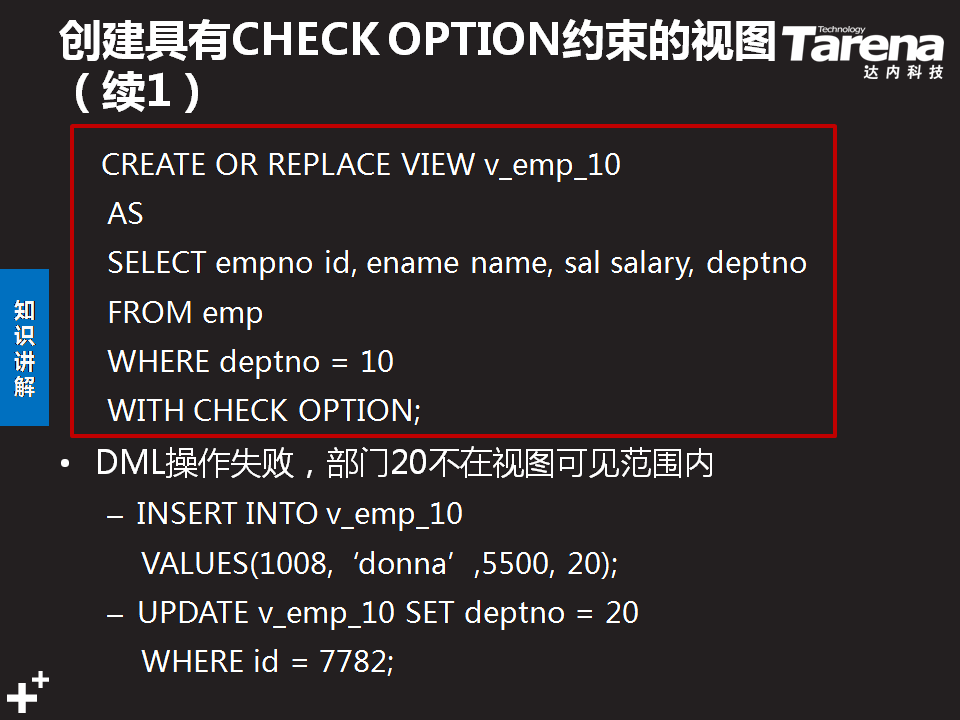 创建具有CHECK OPTION约束的视图
（续1）
Technology
Tarena
达内科技
CREATE OR REPLACE VIEW v_emp_10
AS
SELECT empno id, ename name, sal salary, deptno
FROM emp
WHERE deptno = 10
WITH CHECK OPTION;
知识讲解
• DML操作失败，部门20不在视图可见范围内
– INSERT INTO v_emp_10
VALUES(1008,‘donna’,5500, 20);
– UPDATE v_emp_10 SET deptno = 20
WHERE id = 7782;